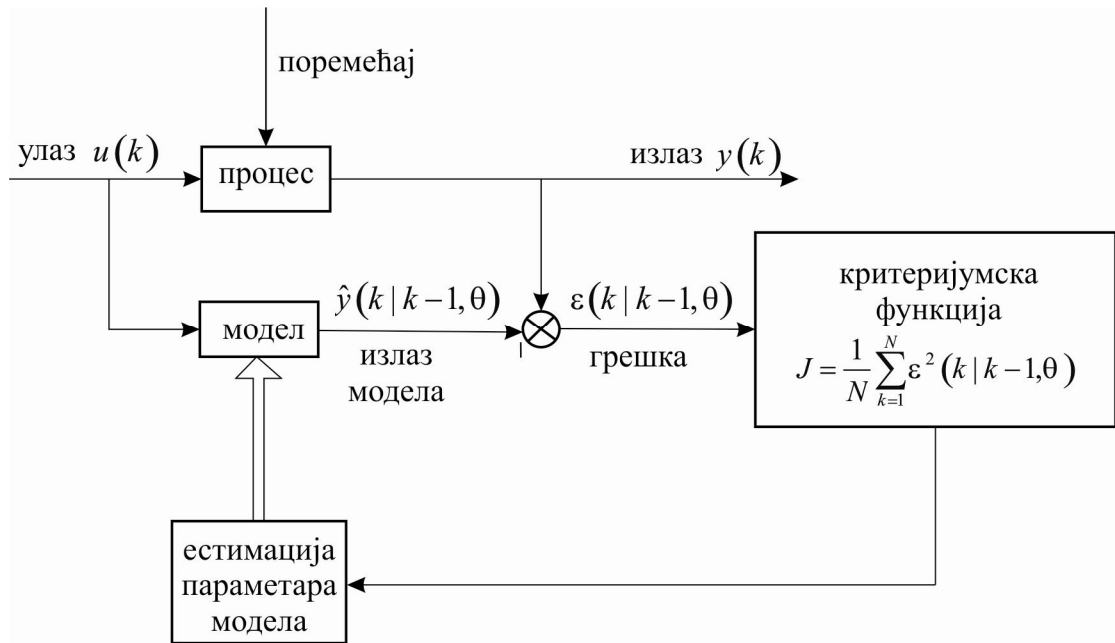 поремећај
улаз u(k)
процес
излаз y(k)
модел
ŷ(k | k−1, θ)
излаз
модела
ε(k | k−1, θ)
грешка
критеријумска
функција
J = 1/N ∑_{k=1}^{N} ε²(k | k−1,θ)
естимација
параметара
модела